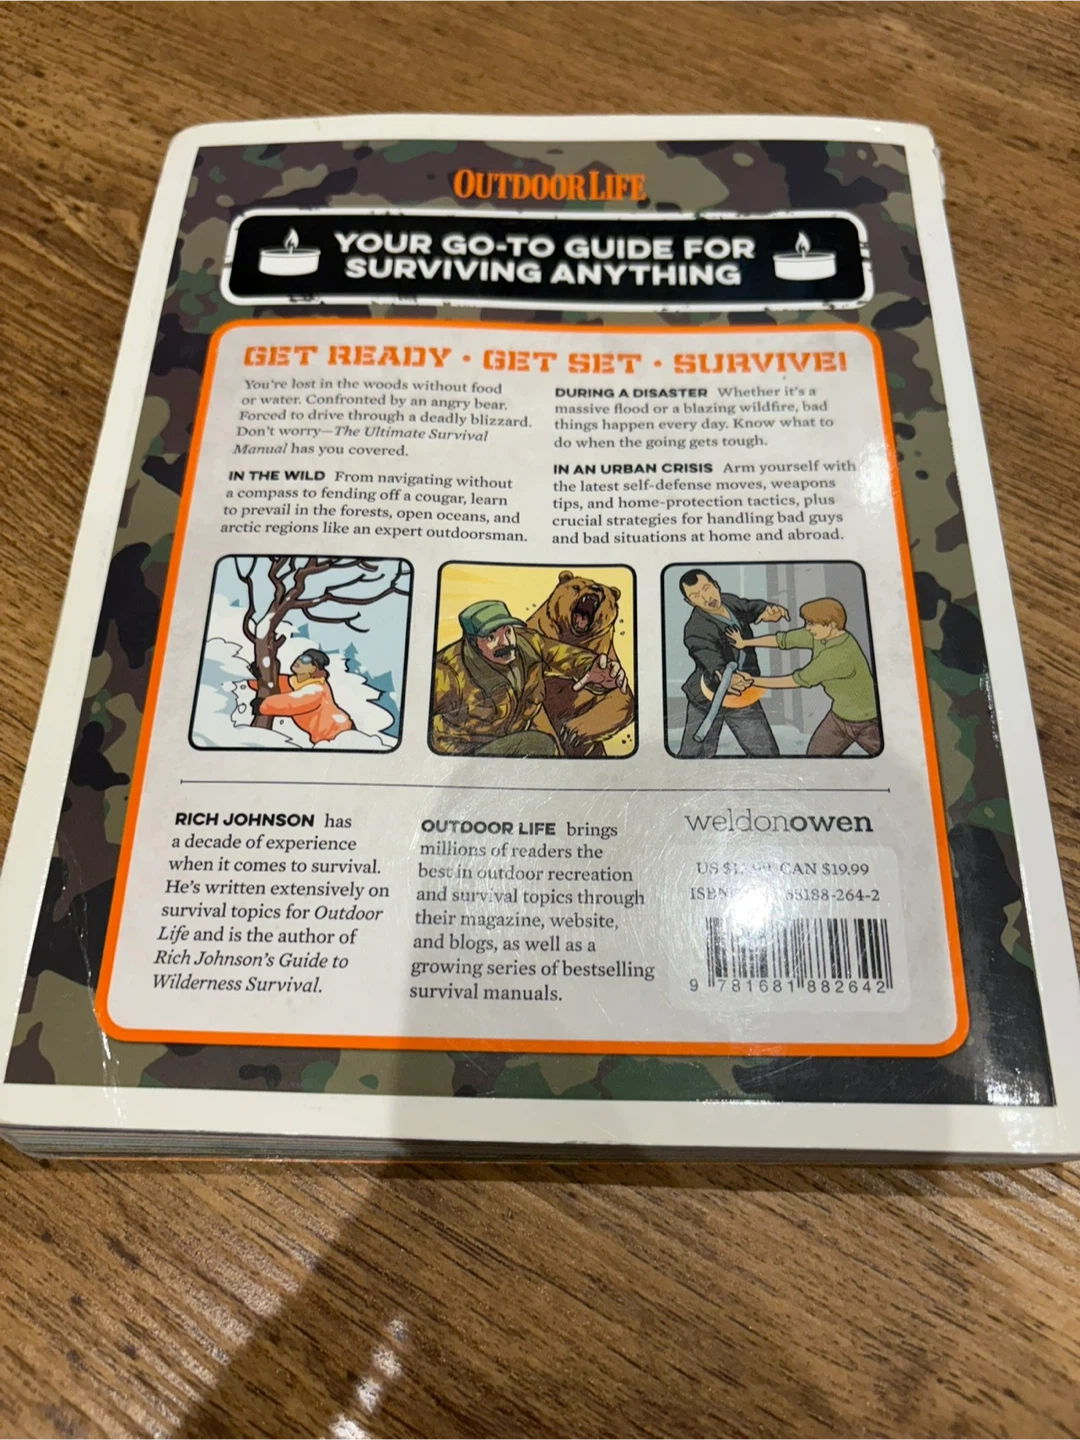 OUTDOOR LIFE
YOUR GO-TO GUIDE FOR
SURVIVING ANYTHING
GET READY · GET SET · SURVIVE!
You're lost in the woods without food
or water. Confronted by an angry bear.
Forced to drive through a deadly blizzard.
Don't worry—The Ultimate Survival
Manual has you covered.
IN THE WILD From navigating without
a compass to fending off a cougar, learn
to prevail in the forests, open oceans, and
arctic regions like an expert outdoorsman.
DURING A DISASTER Whether it's a
massive flood or a blazing wildfire, bad
things happen every day. Know what to
do when the going gets tough.
IN AN URBAN CRISIS Arm yourself with
the latest self-defense moves, weapons
tips, and home-protection tactics, plus
crucial strategies for handling bad guys
and bad situations at home and abroad.
RICH JOHNSON has
a decade of experience
when it comes to survival.
He's written extensively on
survival topics for Outdoor
Life and is the author of
Rich Johnson's Guide to
Wilderness Survival.
OUTDOOR LIFE brings
millions of readers the
best in outdoor recreation
and survival topics through
their magazine, website,
and blogs, as well as a
growing series of bestselling
survival manuals.
weldonowen
US CAN $19.99
ISBN 88-264-2
9 781681 882642